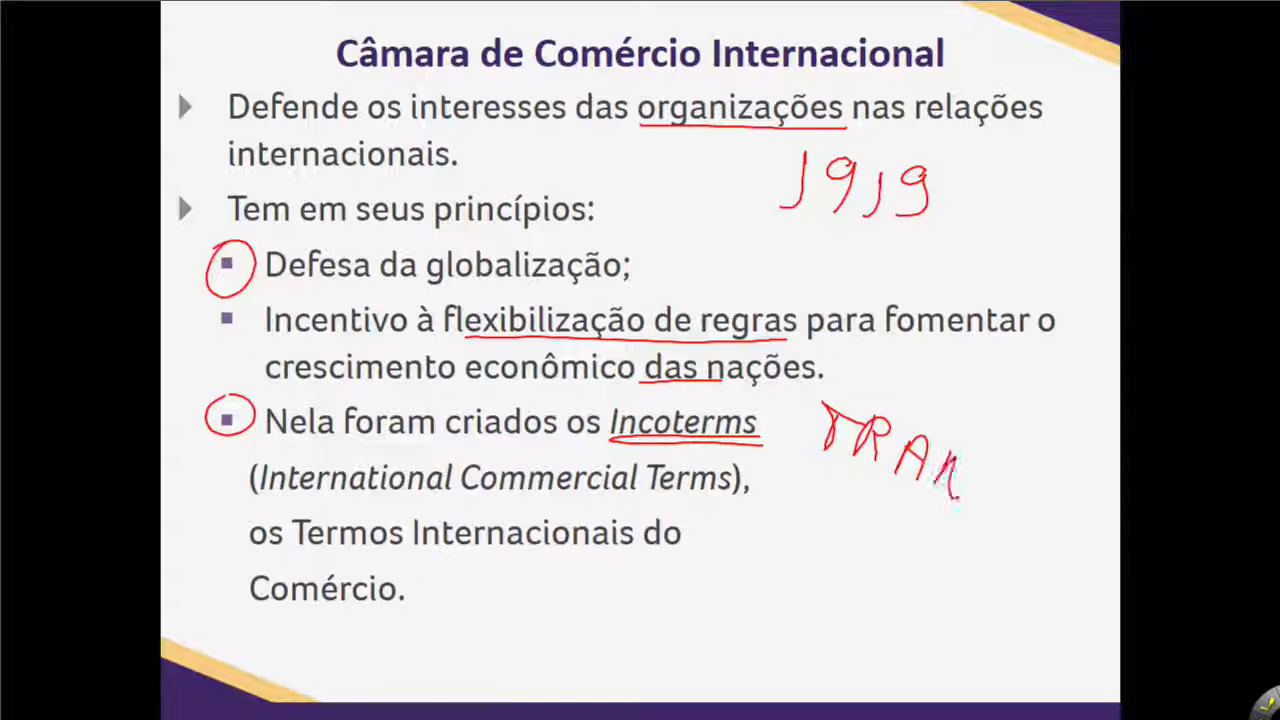 Câmara de Comércio Internacional
Defende os interesses das organizações nas relações
internacionais.
1919
Tem em seus princípios:
Defesa da globalização;
Incentivo à flexibilização de regras para fomentar o
crescimento econômico das nações.
Nela foram criados os Incoterms
TRAN
(International Commercial Terms),
os Termos Internacionais do
Comércio.